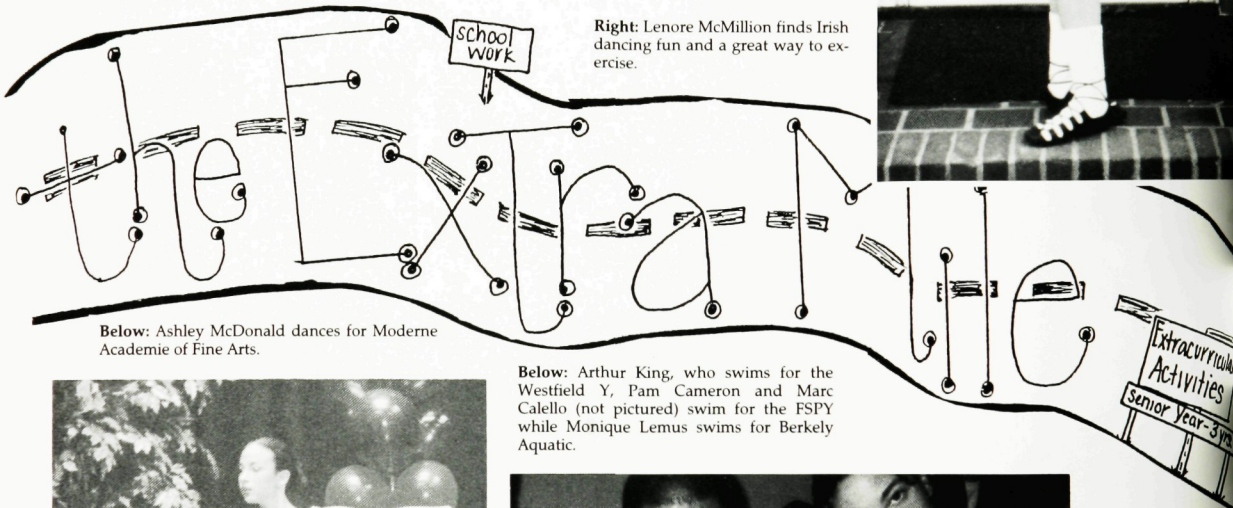 The Extra Mile
school
work
Right: Lenore McMillion finds Irish
dancing fun and a great way to ex-
ercise.
Below: Ashley McDonald dances for Moderne
Academie of Fine Arts.
Below: Arthur King, who swims for the
Westfield Y, Pam Cameron and Marc
Calello (not pictured) swim for the FSPY
while Monique Lemus swims for Berkely
Aquatic.
Extracurricula
Activities
Senior Year-3 yrs.